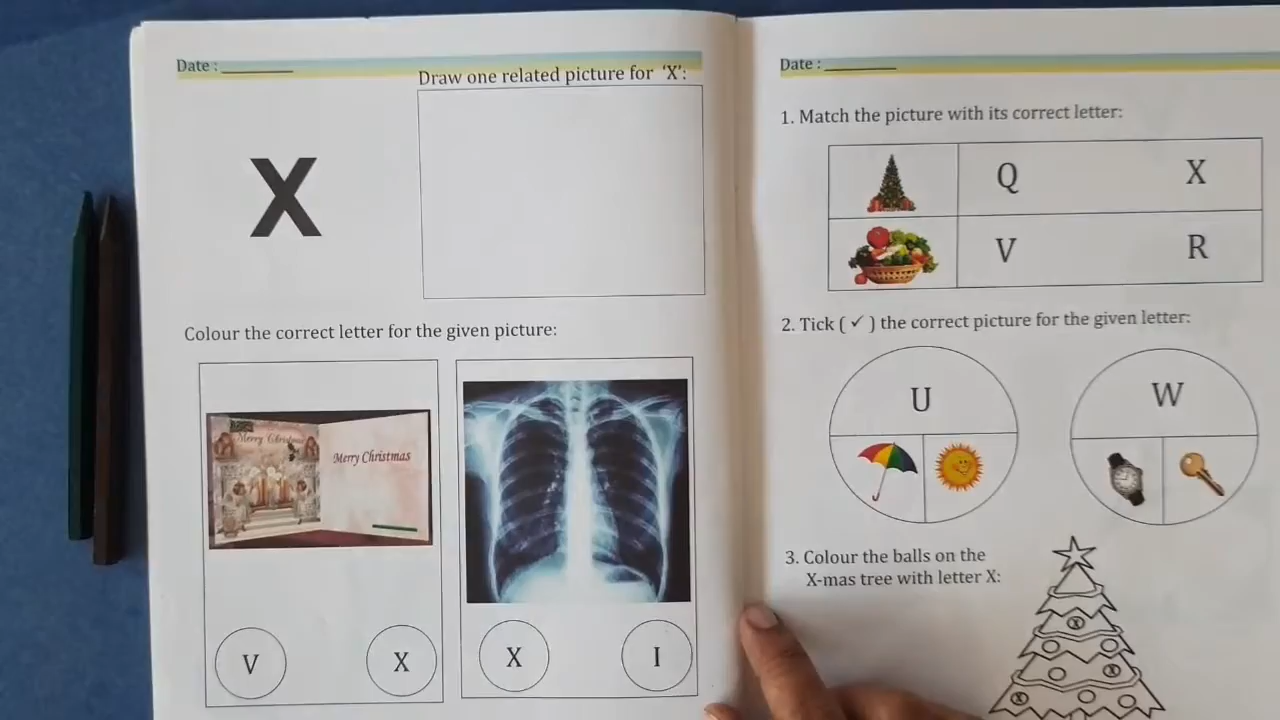 Date : ________
Draw one related picture for ‘X’:
X
Colour the correct letter for the given picture:
Merry Christmas
Merry Christmas
V
X
X
I
Date : ________
1. Match the picture with its correct letter:
Q X
V R
2. Tick ( ✓ ) the correct picture for the given letter:
U
W
3. Colour the balls on the
X-mas tree with letter X:
X
X
X